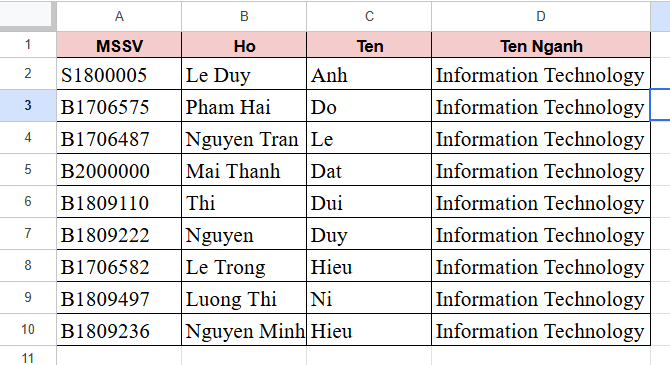 A B C D
1 MSSV Ho Ten Ten Nganh
2 S1800005 Le Duy Anh Information Technology
3 B1706575 Pham Hai Do Information Technology
4 B1706487 Nguyen Tran Le Information Technology
5 B2000000 Mai Thanh Dat Information Technology
6 B1809110 Thi Dui Information Technology
7 B1809222 Nguyen Duy Information Technology
8 B1706582 Le Trong Hieu Information Technology
9 B1809497 Luong Thi Ni Information Technology
10 B1809236 Nguyen Minh Hieu Information Technology
11